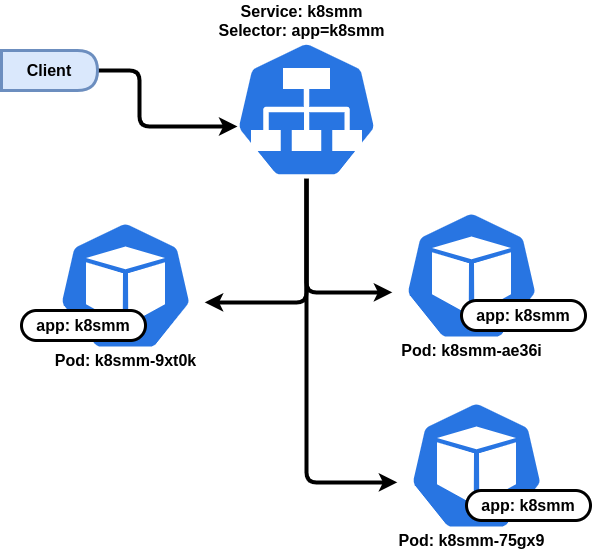 Service: k8smm
Selector: app=k8smm
Client
app: k8smm
Pod: k8smm-9xt0k
app: k8smm
Pod: k8smm-ae36i
app: k8smm
Pod: k8smm-75gx9